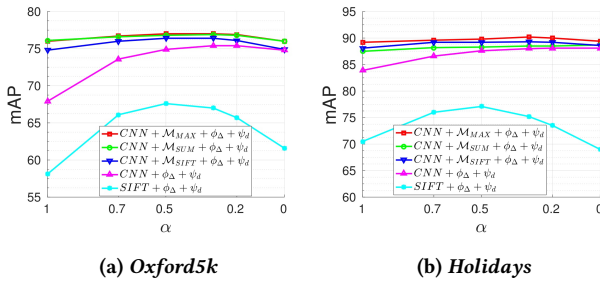 80
75
70
65
60
55
mAP
CNN + M_MAX + ϕ_Δ + ψ_d
CNN + M_SUM + ϕ_Δ + ψ_d
CNN + M_SIFT + ϕ_Δ + ψ_d
CNN + ϕ_Δ + ψ_d
SIFT + ϕ_Δ + ψ_d
1 0.7 0.5 0.2 0
α
(a) Oxford5k
95
90
85
80
75
70
65
60
mAP
CNN + M_MAX + ϕ_Δ + ψ_d
CNN + M_SUM + ϕ_Δ + ψ_d
CNN + M_SIFT + ϕ_Δ + ψ_d
CNN + ϕ_Δ + ψ_d
SIFT + ϕ_Δ + ψ_d
1 0.7 0.5 0.2 0
α
(b) Holidays